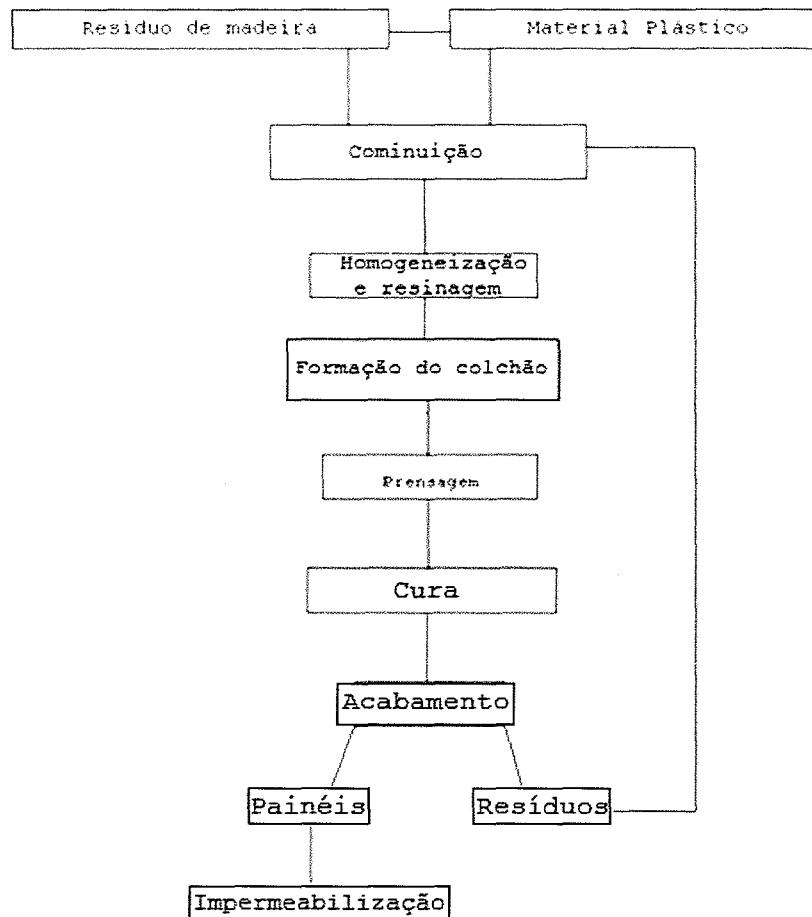 Resíduo de madeira
Material Plástico
Cominuição
Homogeneização
e resinagem
Formação do colchão
Prensagem
Cura
Acabamento
Painéis
Resíduos
Impermeabilização